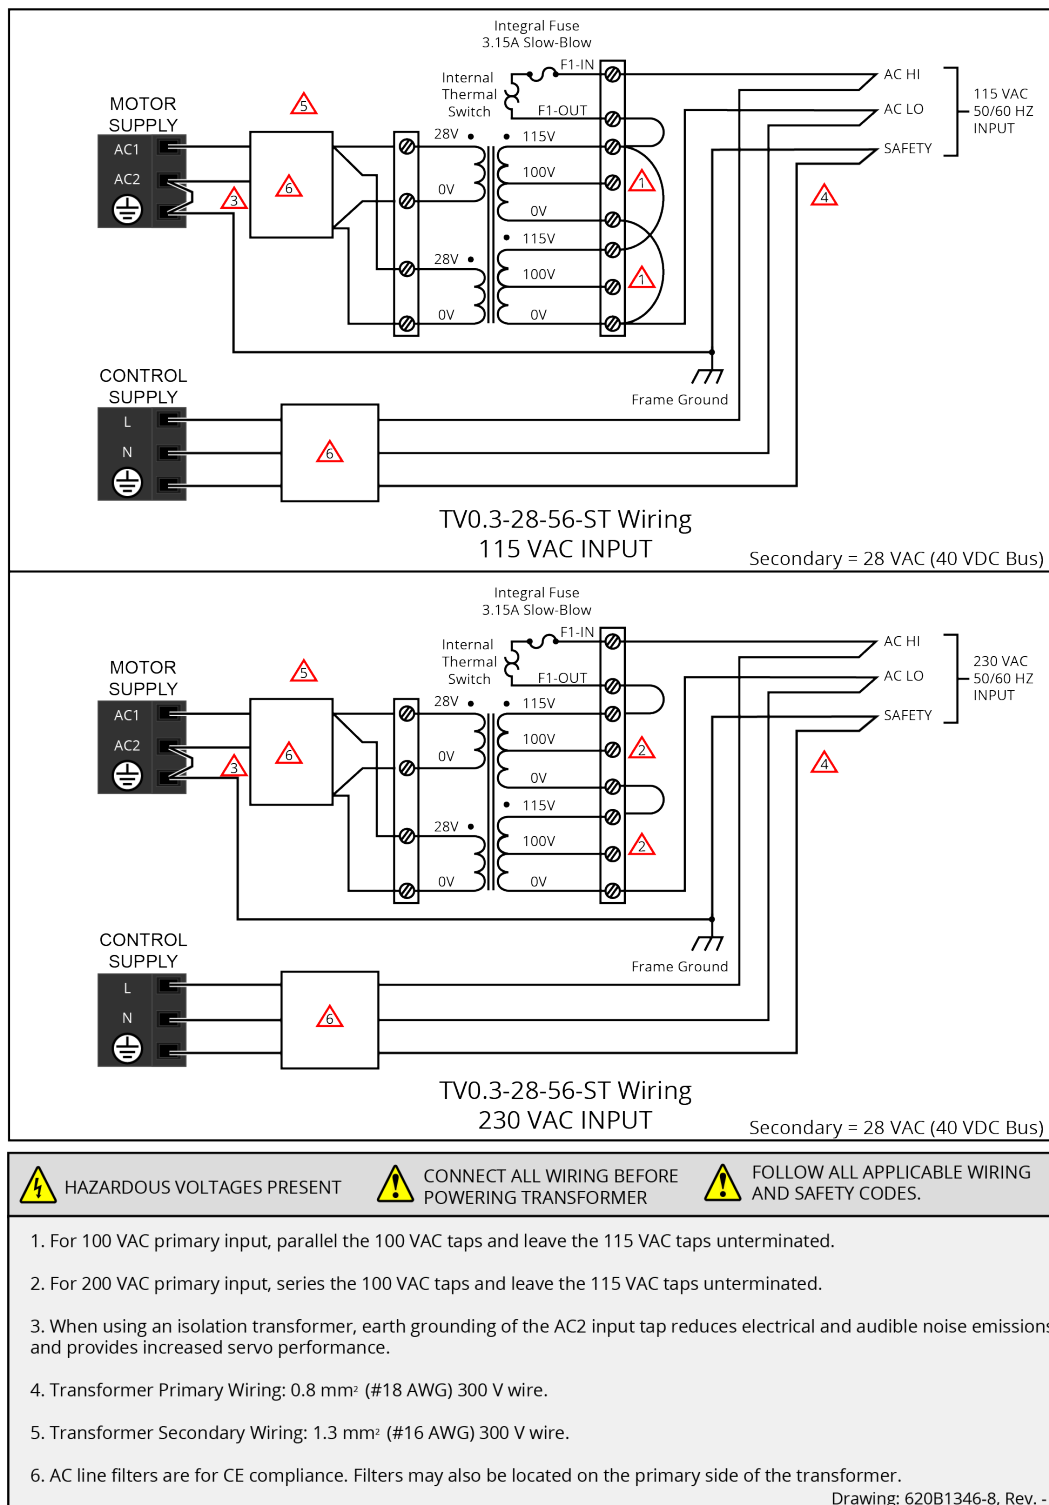 Integral Fuse
3.15A Slow-Blow
F1-IN
Internal
Thermal
Switch
F1-OUT
AC HI
AC LO
SAFETY
115 VAC
50/60 HZ
INPUT
MOTOR
SUPPLY
AC1
AC2
5
6
3
28V
0V
28V
0V
115V
100V
0V
115V
100V
0V
1
1
4
Frame Ground
CONTROL
SUPPLY
L
N
6
TV0.3-28-56-ST Wiring
115 VAC INPUT
Secondary = 28 VAC (40 VDC Bus)
Integral Fuse
3.15A Slow-Blow
F1-IN
Internal
Thermal
Switch
F1-OUT
AC HI
AC LO
SAFETY
230 VAC
50/60 HZ
INPUT
MOTOR
SUPPLY
AC1
AC2
5
6
3
28V
0V
28V
0V
115V
100V
0V
115V
100V
0V
2
2
4
Frame Ground
CONTROL
SUPPLY
L
N
6
TV0.3-28-56-ST Wiring
230 VAC INPUT
Secondary = 28 VAC (40 VDC Bus)
HAZARDOUS VOLTAGES PRESENT
CONNECT ALL WIRING BEFORE
POWERING TRANSFORMER
FOLLOW ALL APPLICABLE WIRING
AND SAFETY CODES.
1. For 100 VAC primary input, parallel the 100 VAC taps and leave the 115 VAC taps unterminated.
2. For 200 VAC primary input, series the 100 VAC taps and leave the 115 VAC taps unterminated.
3. When using an isolation transformer, earth grounding of the AC2 input tap reduces electrical and audible noise emissions
and provides increased servo performance.
4. Transformer Primary Wiring: 0.8 mm² (#18 AWG) 300 V wire.
5. Transformer Secondary Wiring: 1.3 mm² (#16 AWG) 300 V wire.
6. AC line filters are for CE compliance. Filters may also be located on the primary side of the transformer.
Drawing: 620B1346-8, Rev. -